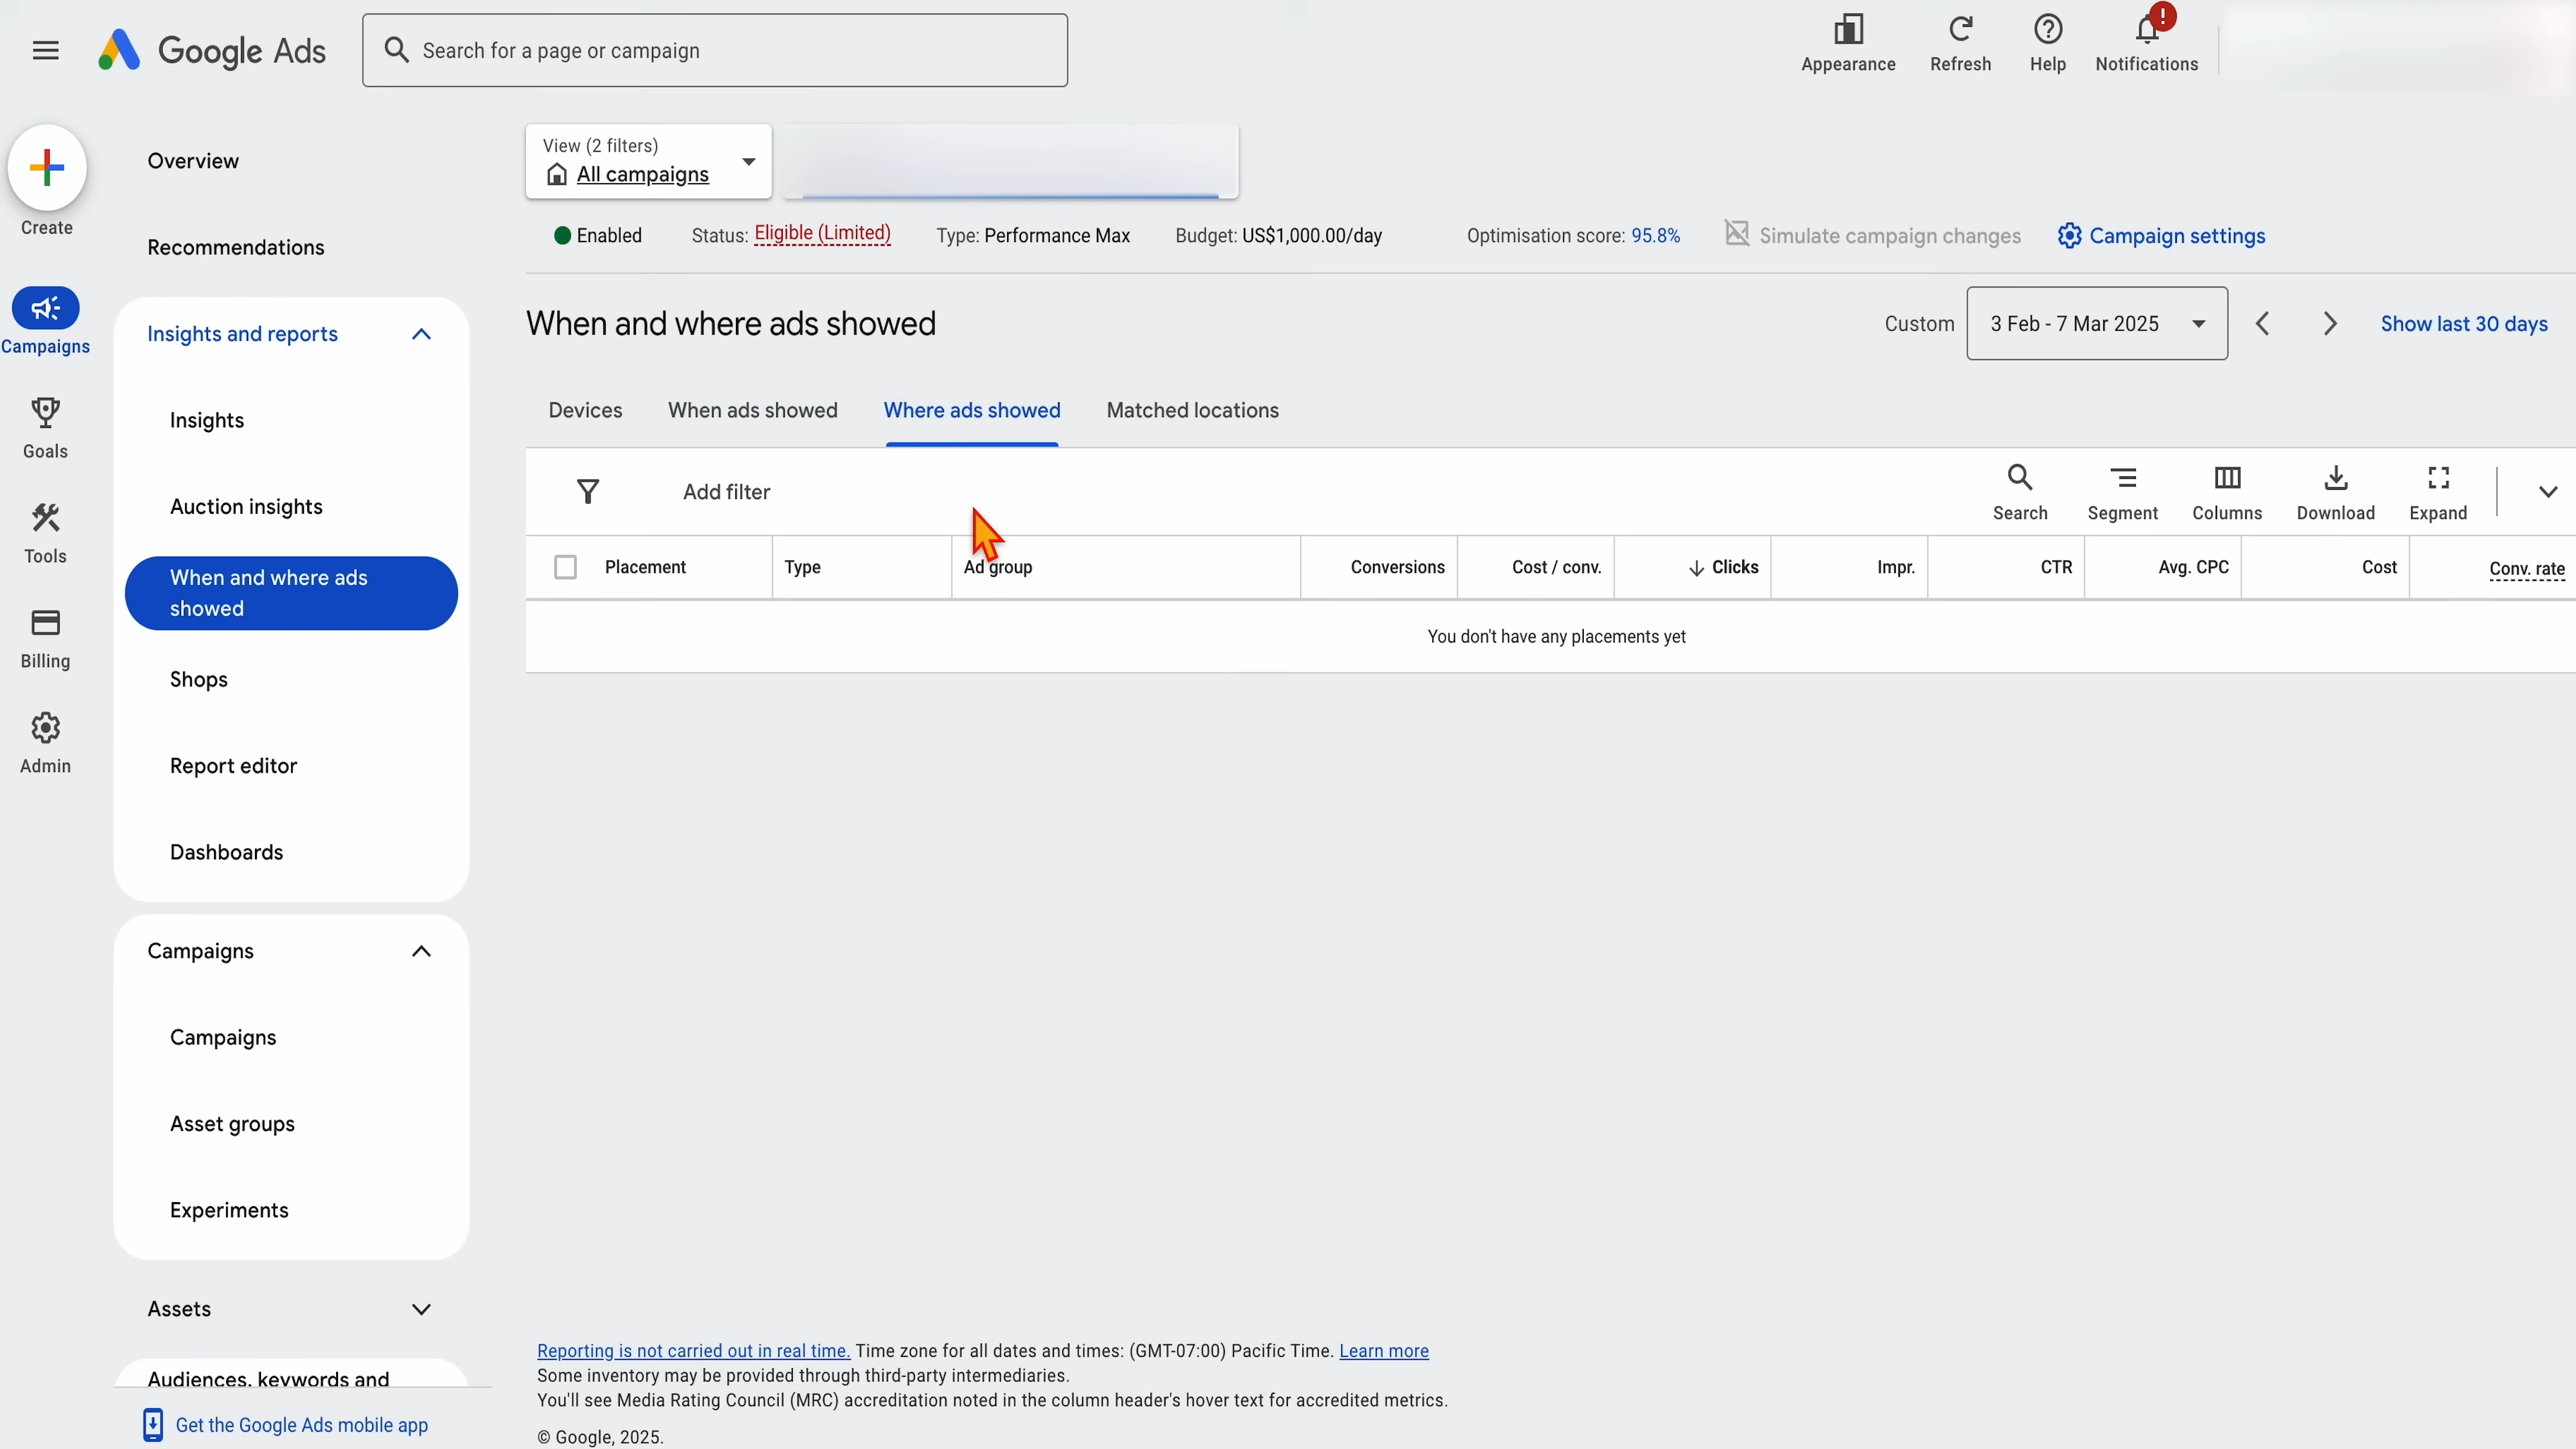 Google Ads
Search for a page or campaign
Appearance
Refresh
Help
Notifications
Create
Campaigns
Goals
Tools
Billing
Admin
Overview
Recommendations
Insights and reports
Insights
Auction insights
When and where ads
showed
Shops
Report editor
Dashboards
Campaigns
Campaigns
Asset groups
Experiments
Assets
Audiences, keywords and
Get the Google Ads mobile app
View (2 filters)
All campaigns
Enabled Status: Eligible (Limited) Type: Performance Max Budget: US$1,000.00/day Optimisation score: 95.8% Simulate campaign changes Campaign settings
When and where ads showed
Custom 3 Feb - 7 Mar 2025 Show last 30 days
Devices When ads showed Where ads showed Matched locations
Add filter
Search Segment Columns Download Expand
Placement Type Ad group Conversions Cost / conv. Clicks Impr. CTR Avg. CPC Cost Conv. rate
You don't have any placements yet
Reporting is not carried out in real time. Time zone for all dates and times: (GMT-07:00) Pacific Time. Learn more
Some inventory may be provided through third-party intermediaries.
You'll see Media Rating Council (MRC) accreditation noted in the column header's hover text for accredited metrics.
© Google, 2025.